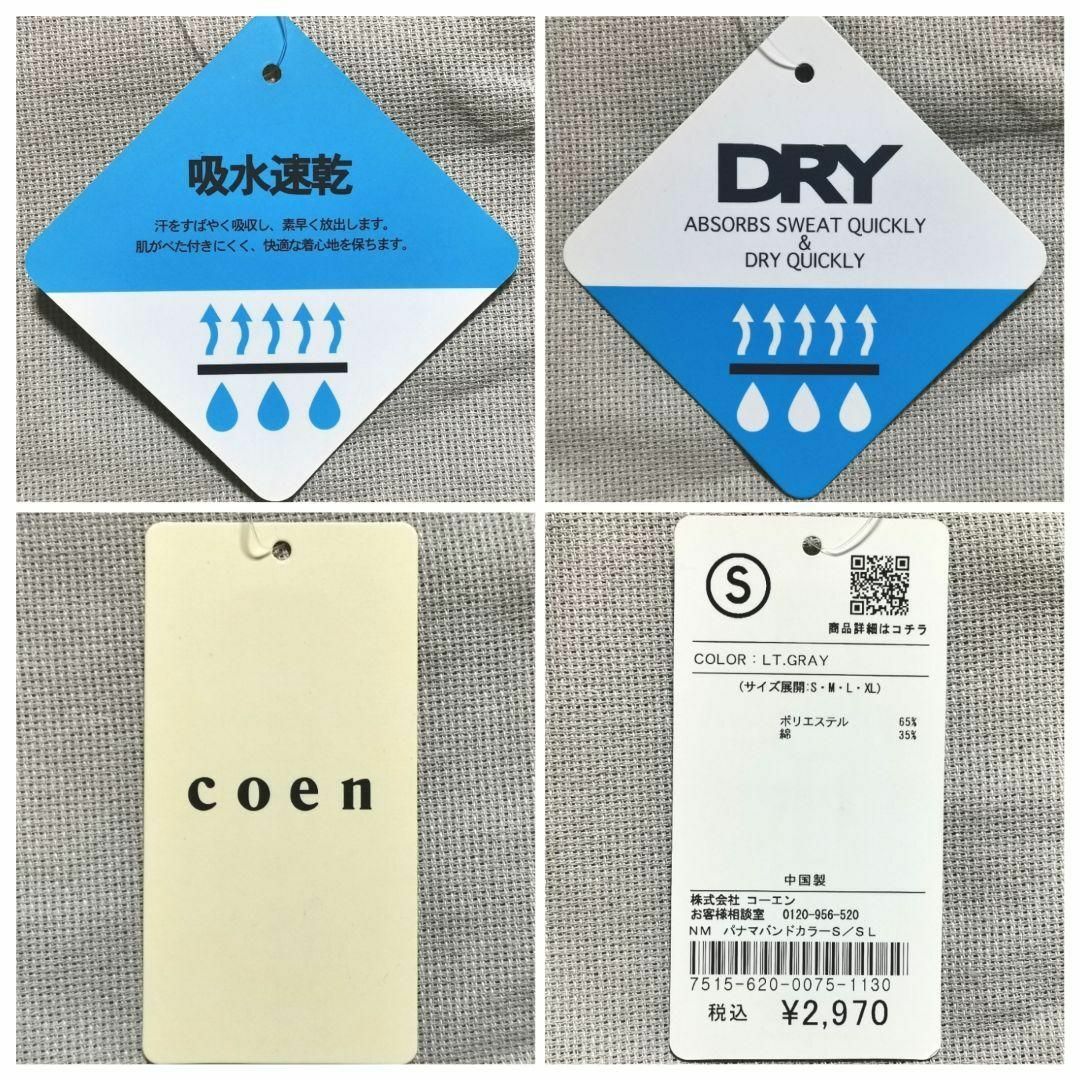 吸水速乾
汗をすばやく吸収し、素早く放出します。
肌がべた付きにくく、快適な着心地を保ちます。
DRY
ABSORBS SWEAT QUICKLY
&
DRY QUICKLY
coen
S
商品詳細はコチラ
COLOR：LT.GRAY
(サイズ展開:S・M・L・XL)
ポリエステル 65%
綿 35%
中国製
株式会社 コーエン
お客様相談室 0120-956-520
NM パナマバンドカラーS／SL
7515-620-0075-1130
税込 ¥2,970